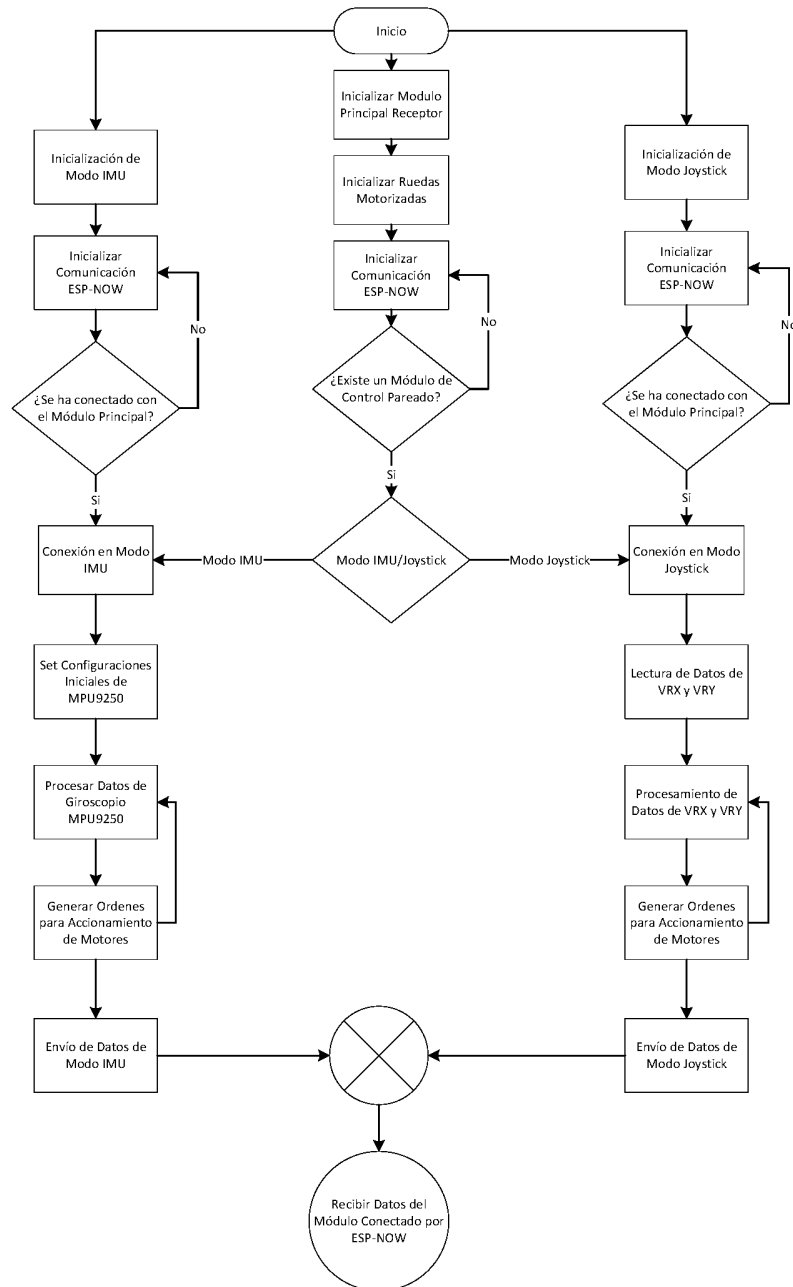 Inicio
Inicializar Modulo
Principal Receptor
Inicialización de
Modo IMU
Inicialización de
Modo Joystick
Inicializar Ruedas
Motorizadas
Inicializar
Comunicación
ESP-NOW
Inicializar
Comunicación
ESP-NOW
Inicializar
Comunicación
ESP-NOW
No
No
No
¿Se ha conectado con
el Módulo Principal?
¿Existe un Módulo de
Control Pareado?
¿Se ha conectado con
el Módulo Principal?
Si
Si
Si
Conexión en Modo
IMU
Modo IMU
Modo IMU/Joystick
Modo Joystick
Conexión en Modo
Joystick
Set Configuraciones
Iniciales de
MPU9250
Lectura de Datos de
VRX y VRY
Procesar Datos de
Giroscopio
MPU9250
Procesamiento de
Datos de VRX y VRY
Generar Ordenes
para Accionamiento
de Motores
Generar Ordenes
para Accionamiento
de Motores
Envío de Datos de
Modo IMU
Envío de Datos de
Modo Joystick
Recibir Datos del
Módulo Conectado por
ESP-NOW